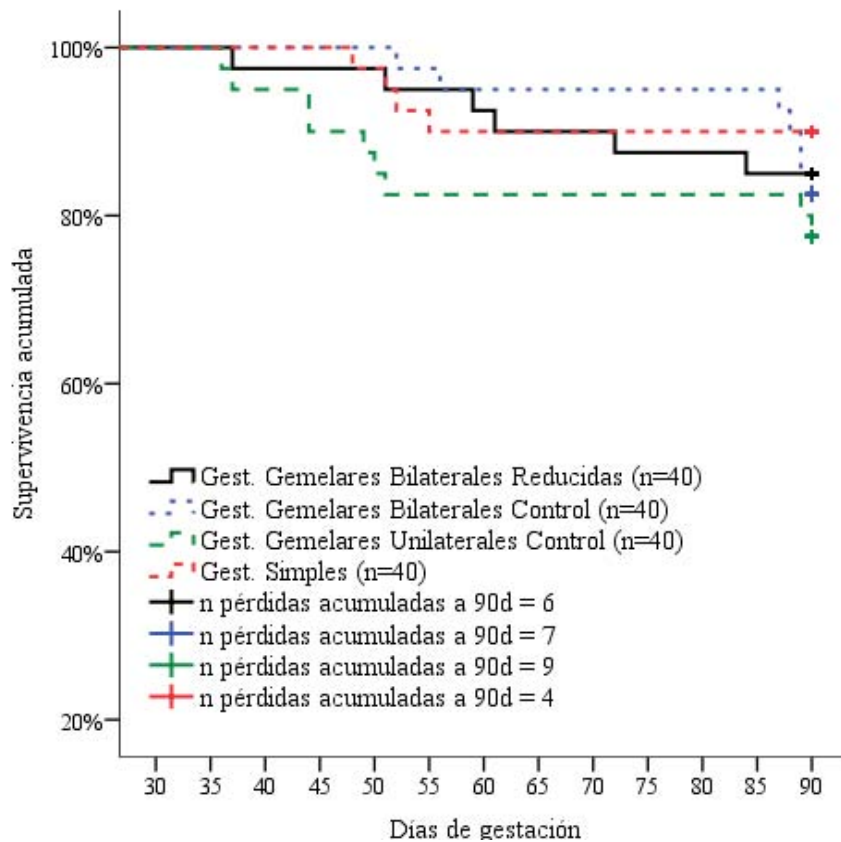 100%
80%
60%
40%
20%
Supervivencia acumulada
Gest. Gemelares Bilaterales Reducidas (n=40)
Gest. Gemelares Bilaterales Control (n=40)
Gest. Gemelares Unilaterales Control (n=40)
Gest. Simples (n=40)
n pérdidas acumuladas a 90d = 6
n pérdidas acumuladas a 90d = 7
n pérdidas acumuladas a 90d = 9
n pérdidas acumuladas a 90d = 4
30 35 40 45 50 55 60 65 70 75 80 85 90
Días de gestación